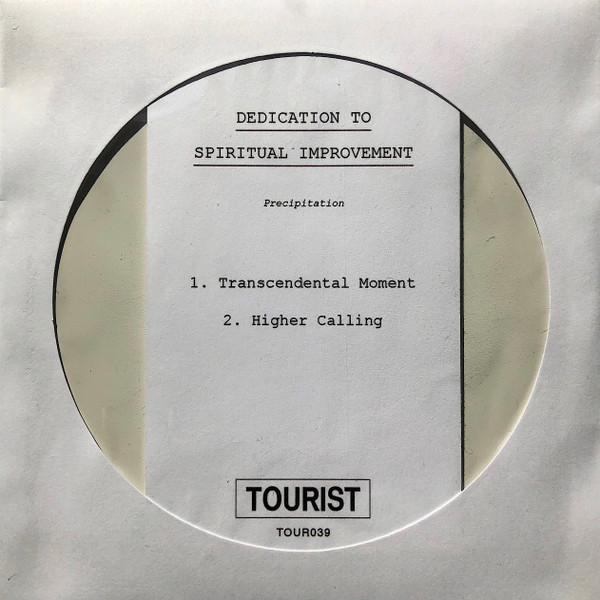 DEDICATION TO
SPIRITUAL IMPROVEMENT
Precipitation
1. Transcendental Moment
2. Higher Calling
TOURIST
TOUR039